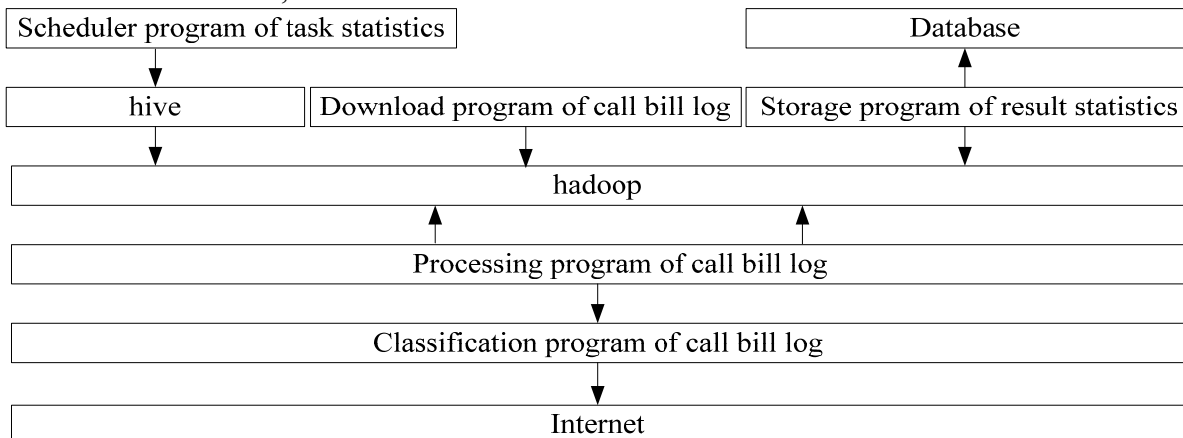 Scheduler program of task statistics
Database
hive
Download program of call bill log
Storage program of result statistics
hadoop
Processing program of call bill log
Classification program of call bill log
Internet